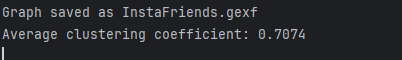 Graph saved as InstaFriends.gexf
Average clustering coefficient: 0.7074